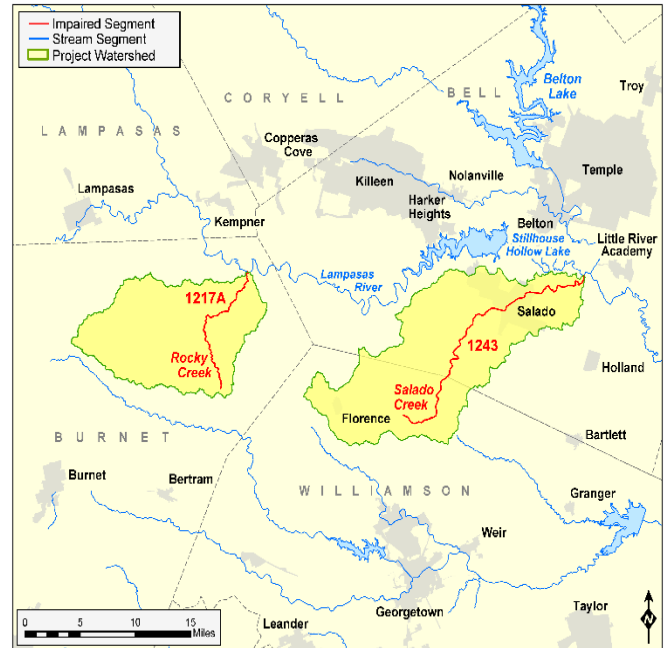 Impaired Segment
Stream Segment
Project Watershed
Belton
Lake
Troy
CORYELL
BELL
LAMPASAS
Copperas
Cove
Killeen
Nolanville
Temple
Lampasas
Harker
Heights
Kempner
Belton
Stillhouse
Hollow Lake
Little River
Academy
Lampasas
River
1217A
Salado
1243
Rocky
Creek
Holland
Salado
Creek
Florence
Bartlett
BURNET
Burnet
Bertram
WILLIAMSON
Granger
Weir
Georgetown
Taylor
Leander
0 5 10 15
Miles
N